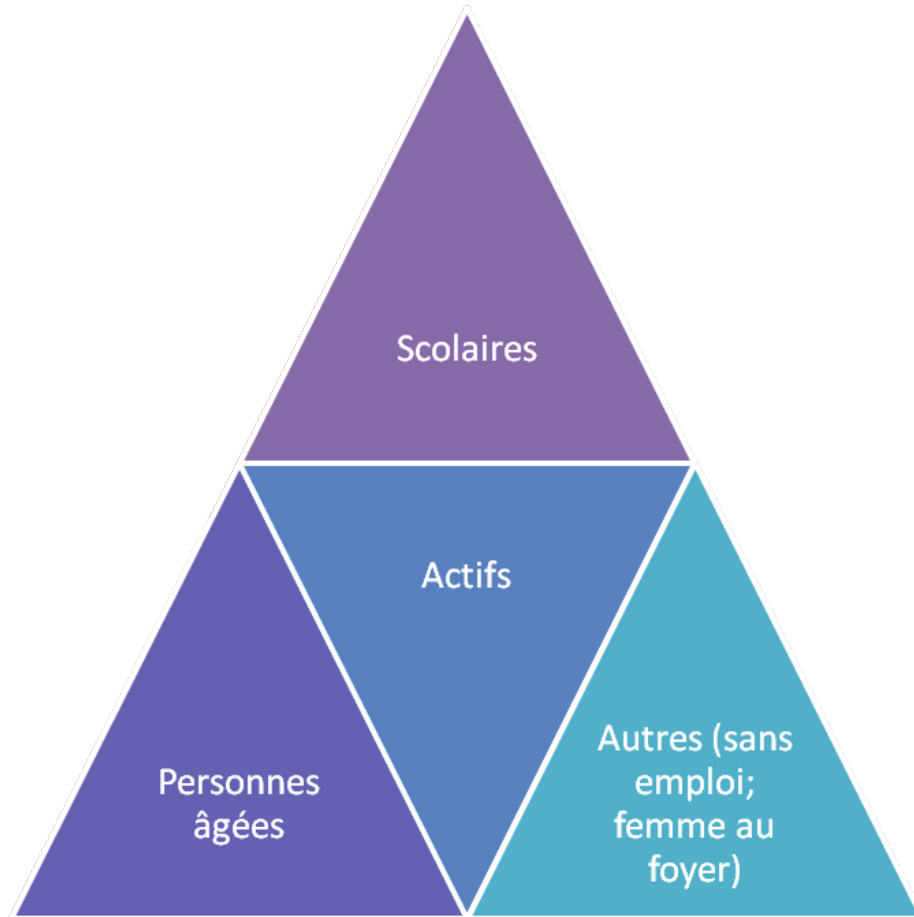 Scolaires
Actifs
Personnes
âgées
Autres (sans
emploi;
femme au
foyer)